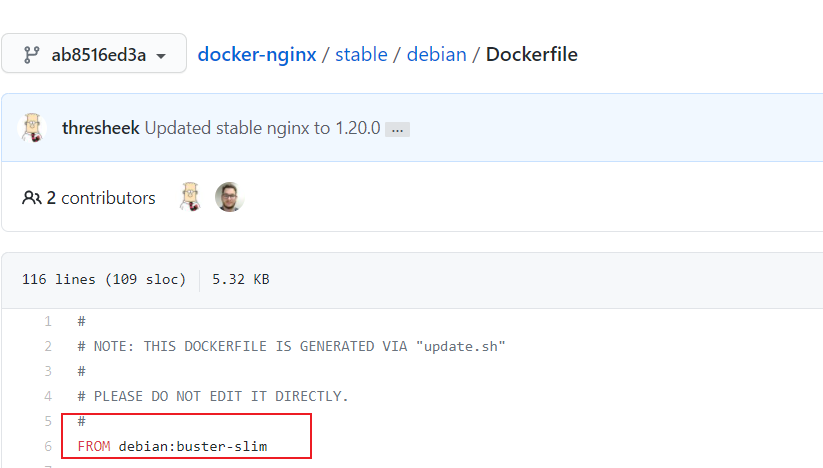 ab8516ed3a
docker-nginx / stable / debian / Dockerfile
thresheek Updated stable nginx to 1.20.0 ...
2 contributors
116 lines (109 sloc) 5.32 KB
1 #
2 # NOTE: THIS DOCKERFILE IS GENERATED VIA "update.sh"
3 #
4 # PLEASE DO NOT EDIT IT DIRECTLY.
5 #
6 FROM debian:buster-slim